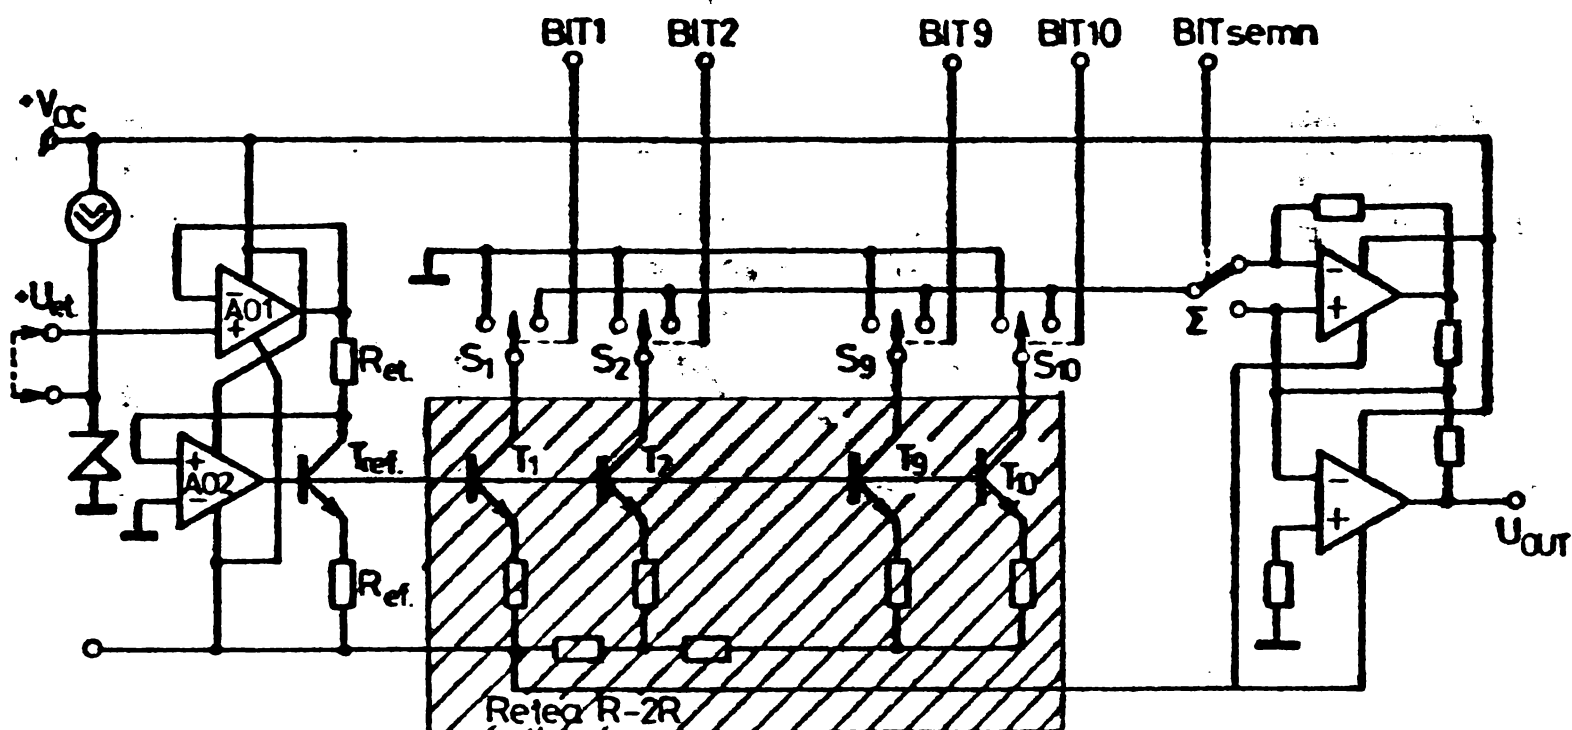 BIT1 BIT2 BIT9 BIT10 BITsemn
+VCC
+Uet.
AO1
+
Ret.
S1 S2 S9 S10
Σ
AO2
+
Tref. T1 T2 T9 T10
Ref.
UOUT
Retea R-2R